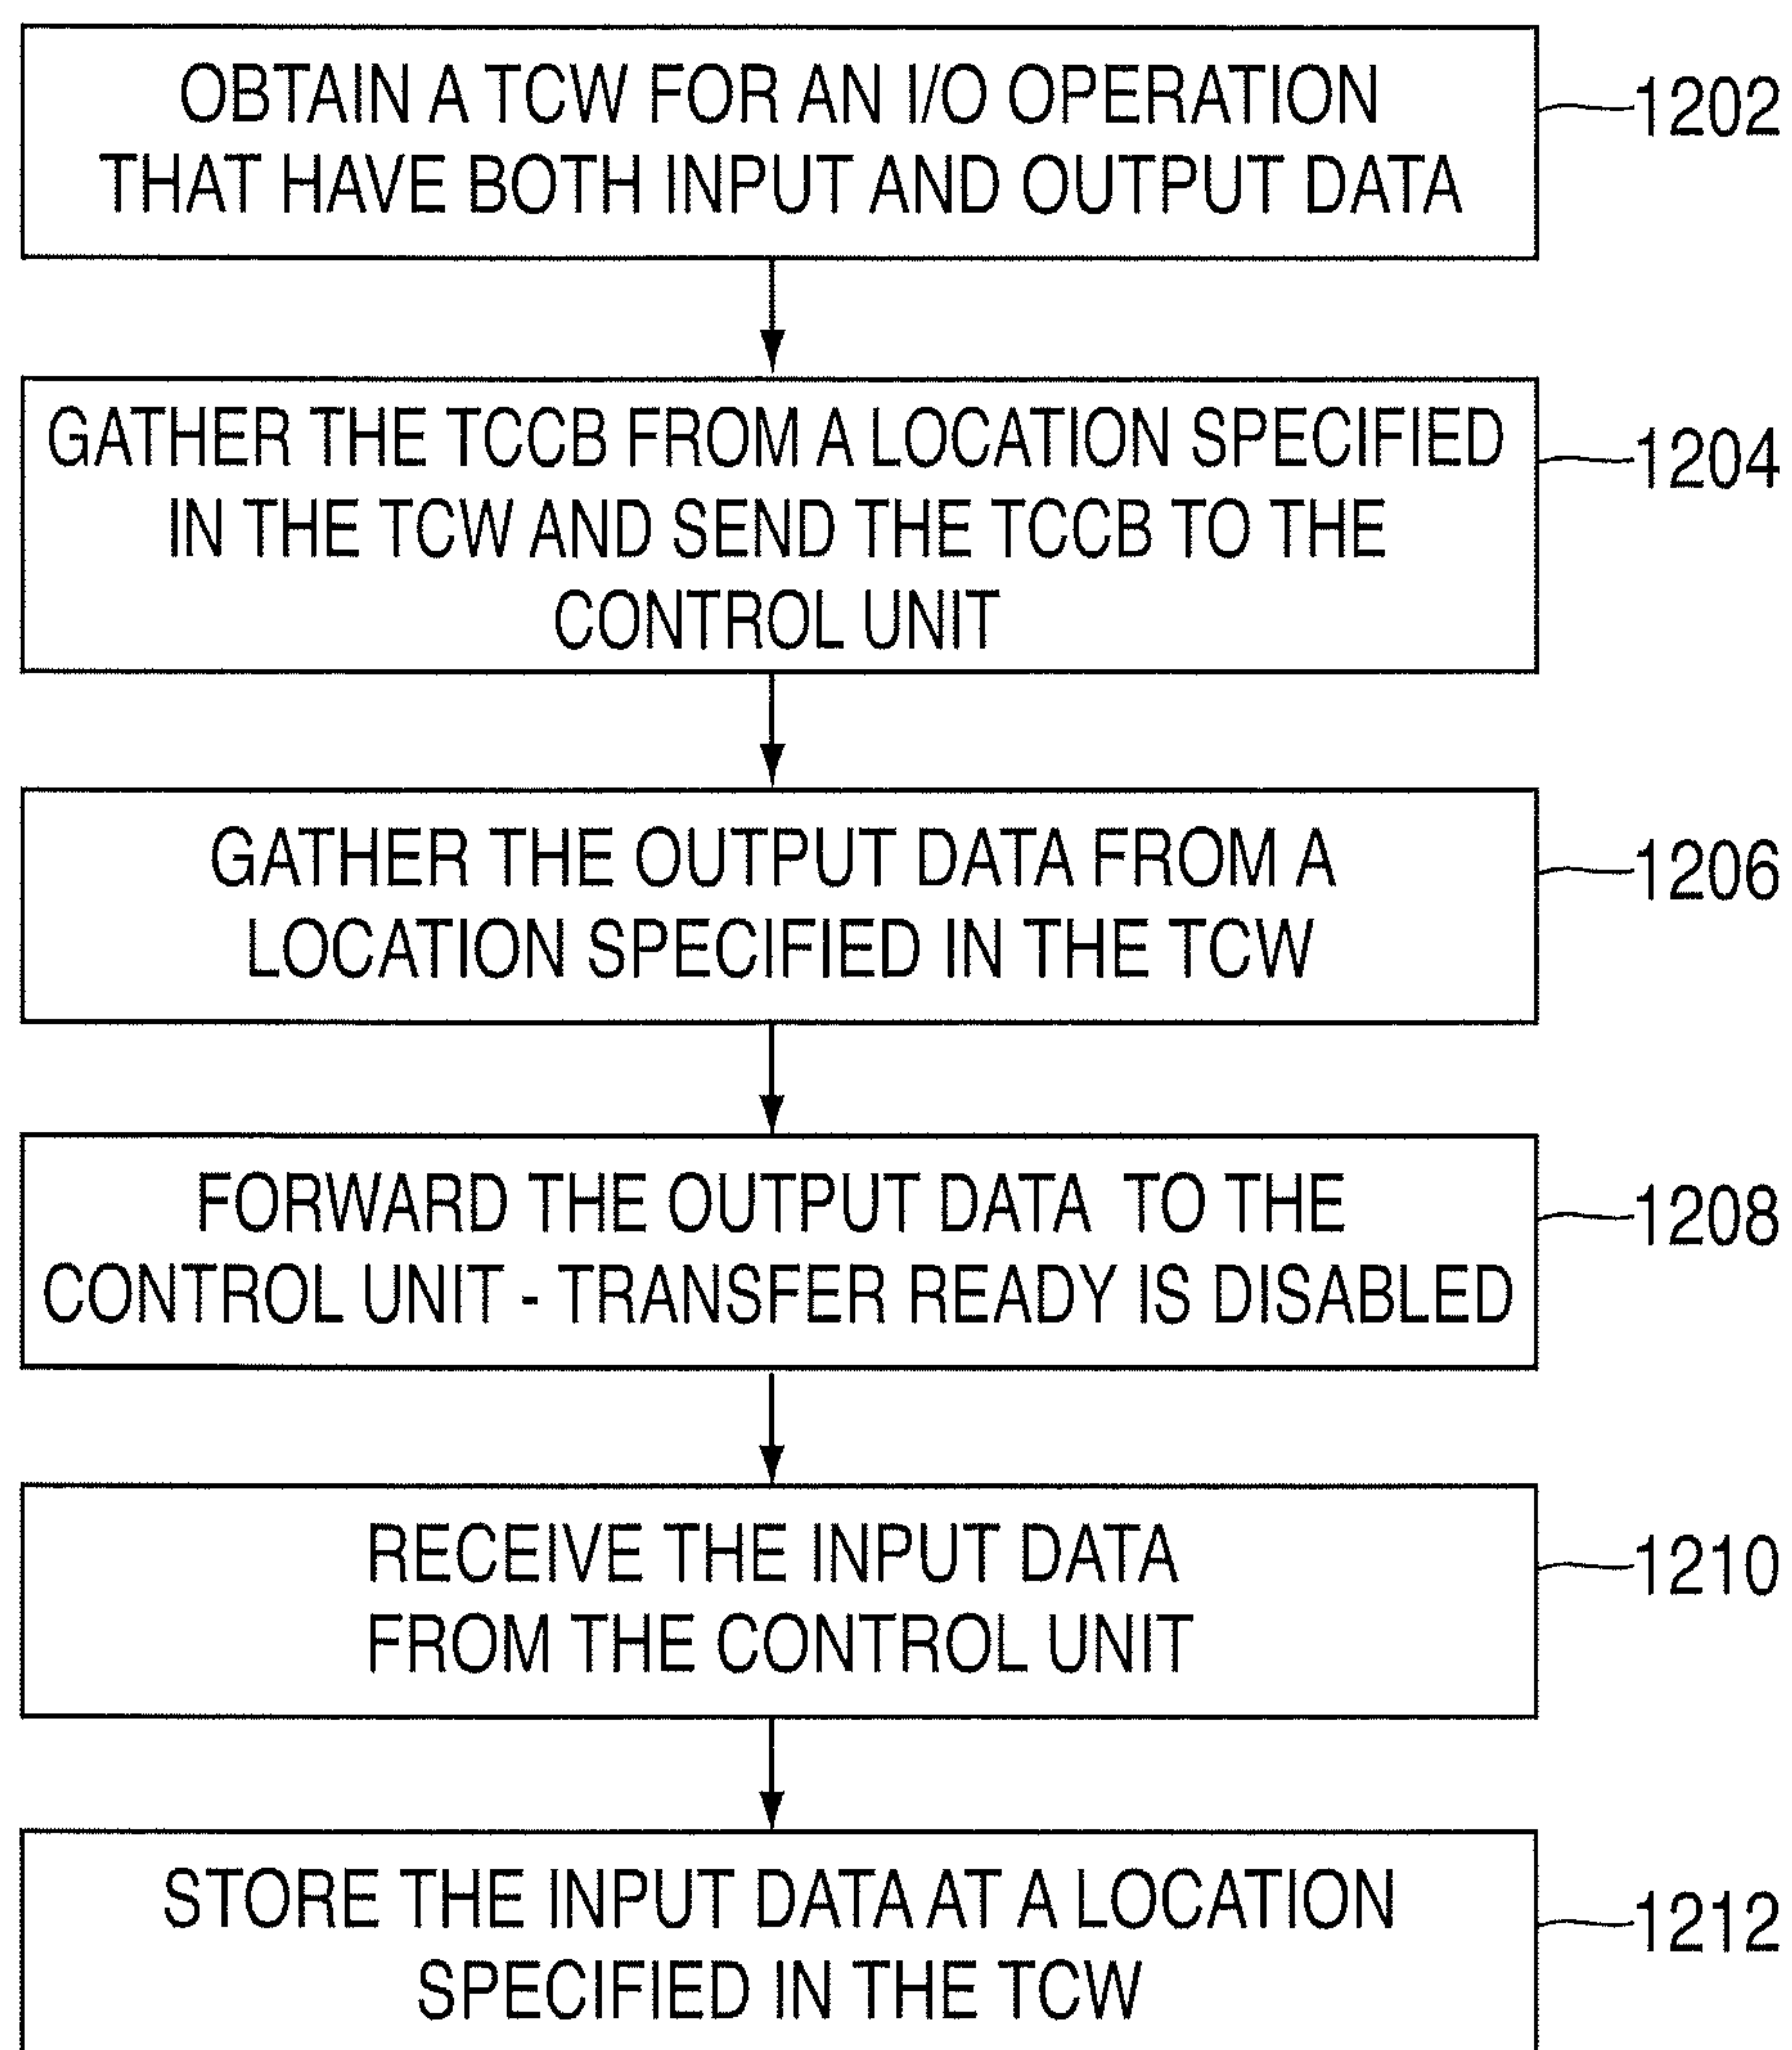 OBTAIN A TCW FOR AN I/O OPERATION
THAT HAVE BOTH INPUT AND OUTPUT DATA
1202
GATHER THE TCCB FROM A LOCATION SPECIFIED
IN THE TCW AND SEND THE TCCB TO THE
CONTROL UNIT
1204
GATHER THE OUTPUT DATA FROM A
LOCATION SPECIFIED IN THE TCW
1206
FORWARD THE OUTPUT DATA TO THE
CONTROL UNIT - TRANSFER READY IS DISABLED
1208
RECEIVE THE INPUT DATA
FROM THE CONTROL UNIT
1210
STORE THE INPUT DATA AT A LOCATION
SPECIFIED IN THE TCW
1212